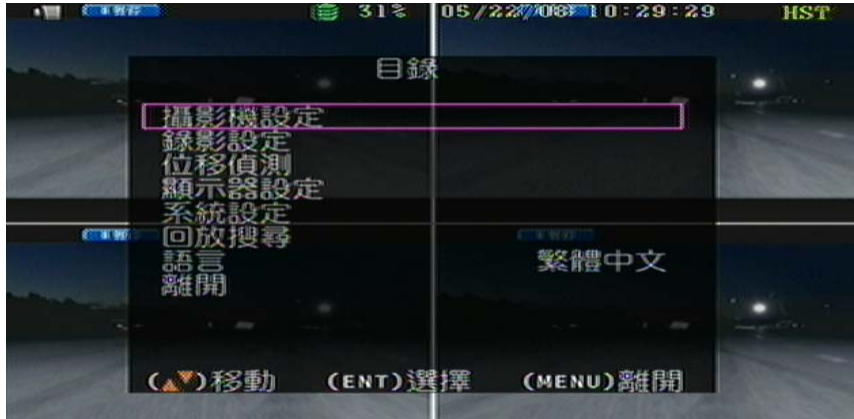 31% 05/22/08 10:29:29 HST
目錄
攝影機設定
錄影設定
位移偵測
顯示器設定
系統設定
回放搜尋
語言 繁體中文
離開
(▲▼)移動 (ENT)選擇 (MENU)離開